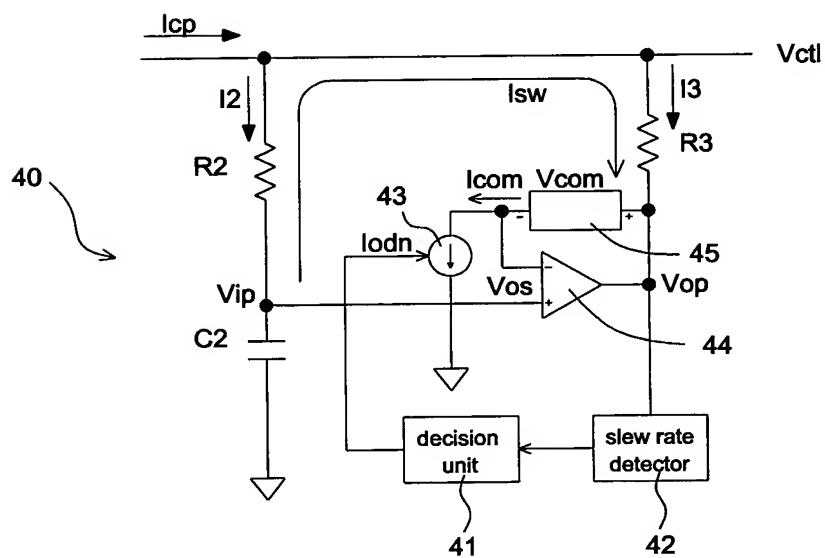 Icp
Vctl
I2
Isw
I3
R2
R3
40
Icom
Vcom
43
-
+
Iodn
45
Vip
Vos
-
+
Vop
C2
44
decision
unit
slew rate
detector
41
42